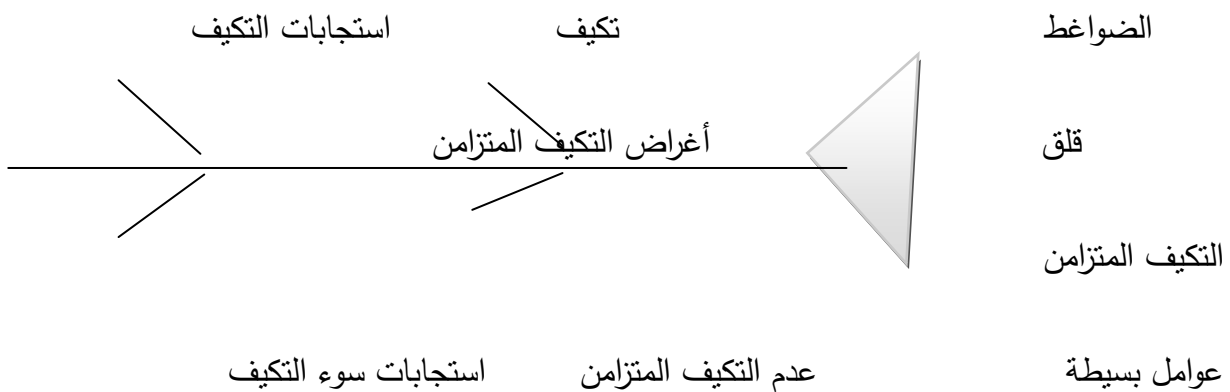 الضواغط تكيف استجابات التكيف
قلق أغراض التكيف المتزامن
التكيف المتزامن
عوامل بسيطة عدم التكيف المتزامن استجابات سوء التكيف